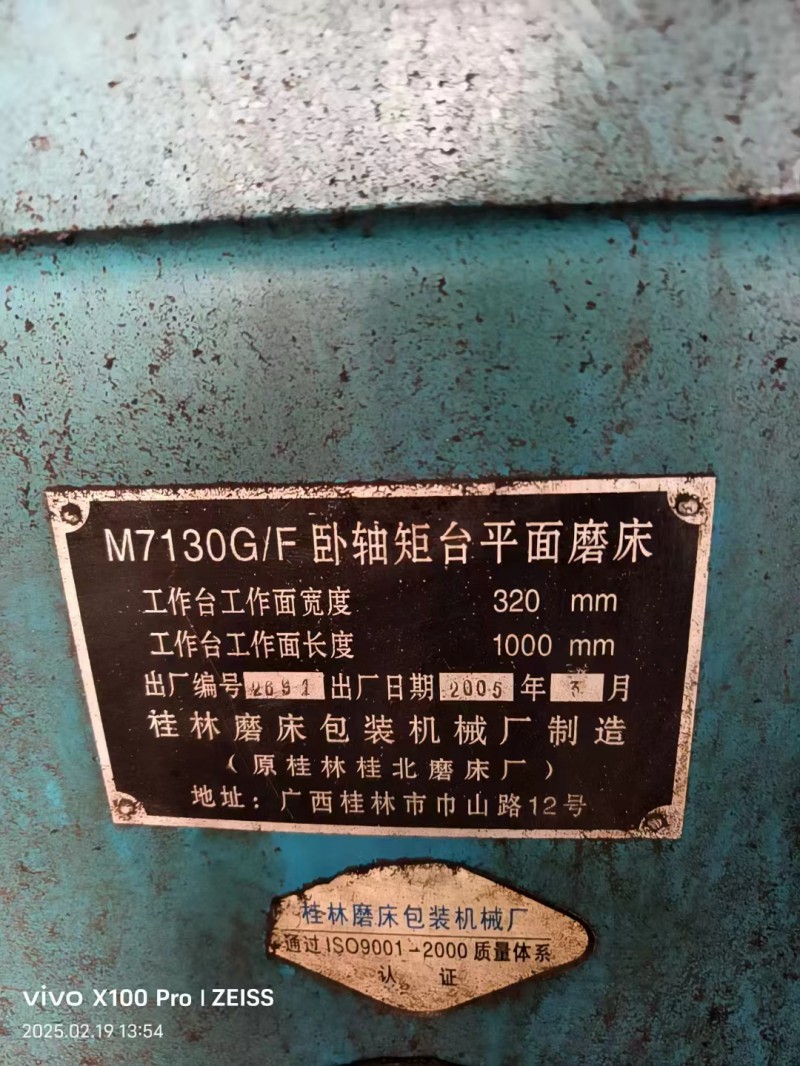 M7130G/F 卧轴矩台平面磨床
工作台工作面宽度 320 mm
工作台工作面长度 1000 mm
出厂编号 出厂日期 2005 年 3 月
桂林磨床包装机械厂制造
（原桂林桂北磨床厂）
地址：广西桂林市巾山路12号
桂林磨床包装机械厂
通过ISO9001-2000质量体系
认 证
vivo X100 Pro | ZEISS
2025.02.19 13:54